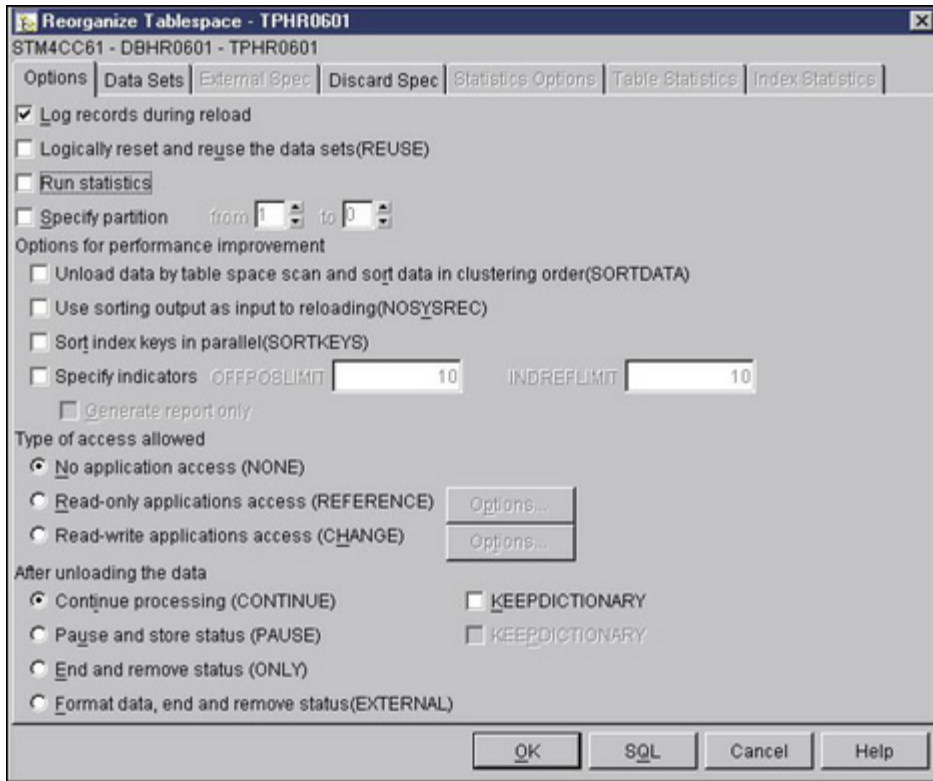 Reorganize Tablespace - TPHR0601
STM4CC61 - DBHR0601 - TPHR0601
Options Data Sets External Spec Discard Spec Statistics Options Table Statistics Index Statistics
Log records during reload
Logically reset and reuse the data sets(REUSE)
Run statistics
Specify partition from 1 to 0
Options for performance improvement
Unload data by table space scan and sort data in clustering order(SORTDATA)
Use sorting output as input to reloading(NOSYSREC)
Sort index keys in parallel(SORTKEYS)
Specify indicators OFFPOSLIMIT 10 INDREFLIMIT 10
Generate report only
Type of access allowed
No application access (NONE)
Read-only applications access (REFERENCE) Options...
Read-write applications access (CHANGE) Options...
After unloading the data
Continue processing (CONTINUE) KEEPDICTIONARY
Pause and store status (PAUSE) KEEPDICTIONARY
End and remove status (ONLY)
Format data, end and remove status(EXTERNAL)
OK SQL Cancel Help